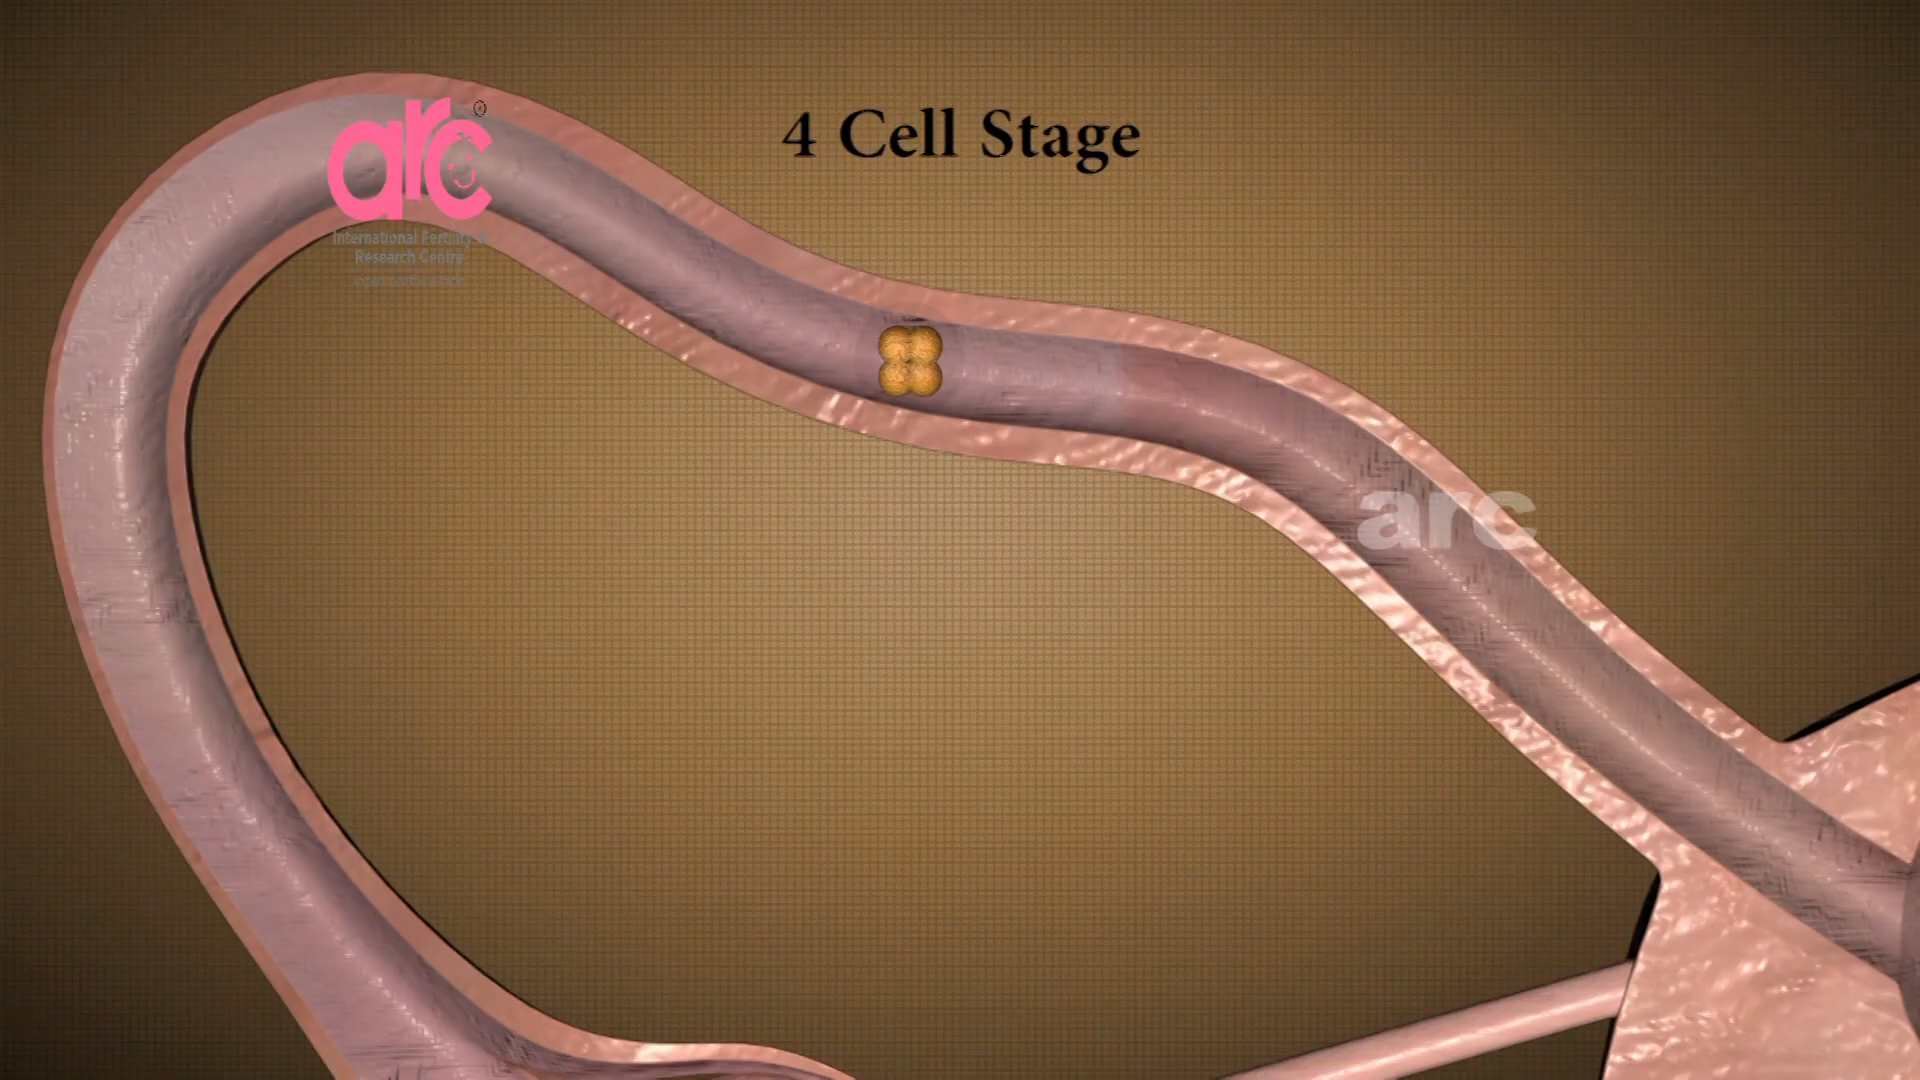 4 Cell Stage
arc
®
International Fertility &
Research Centre
arc